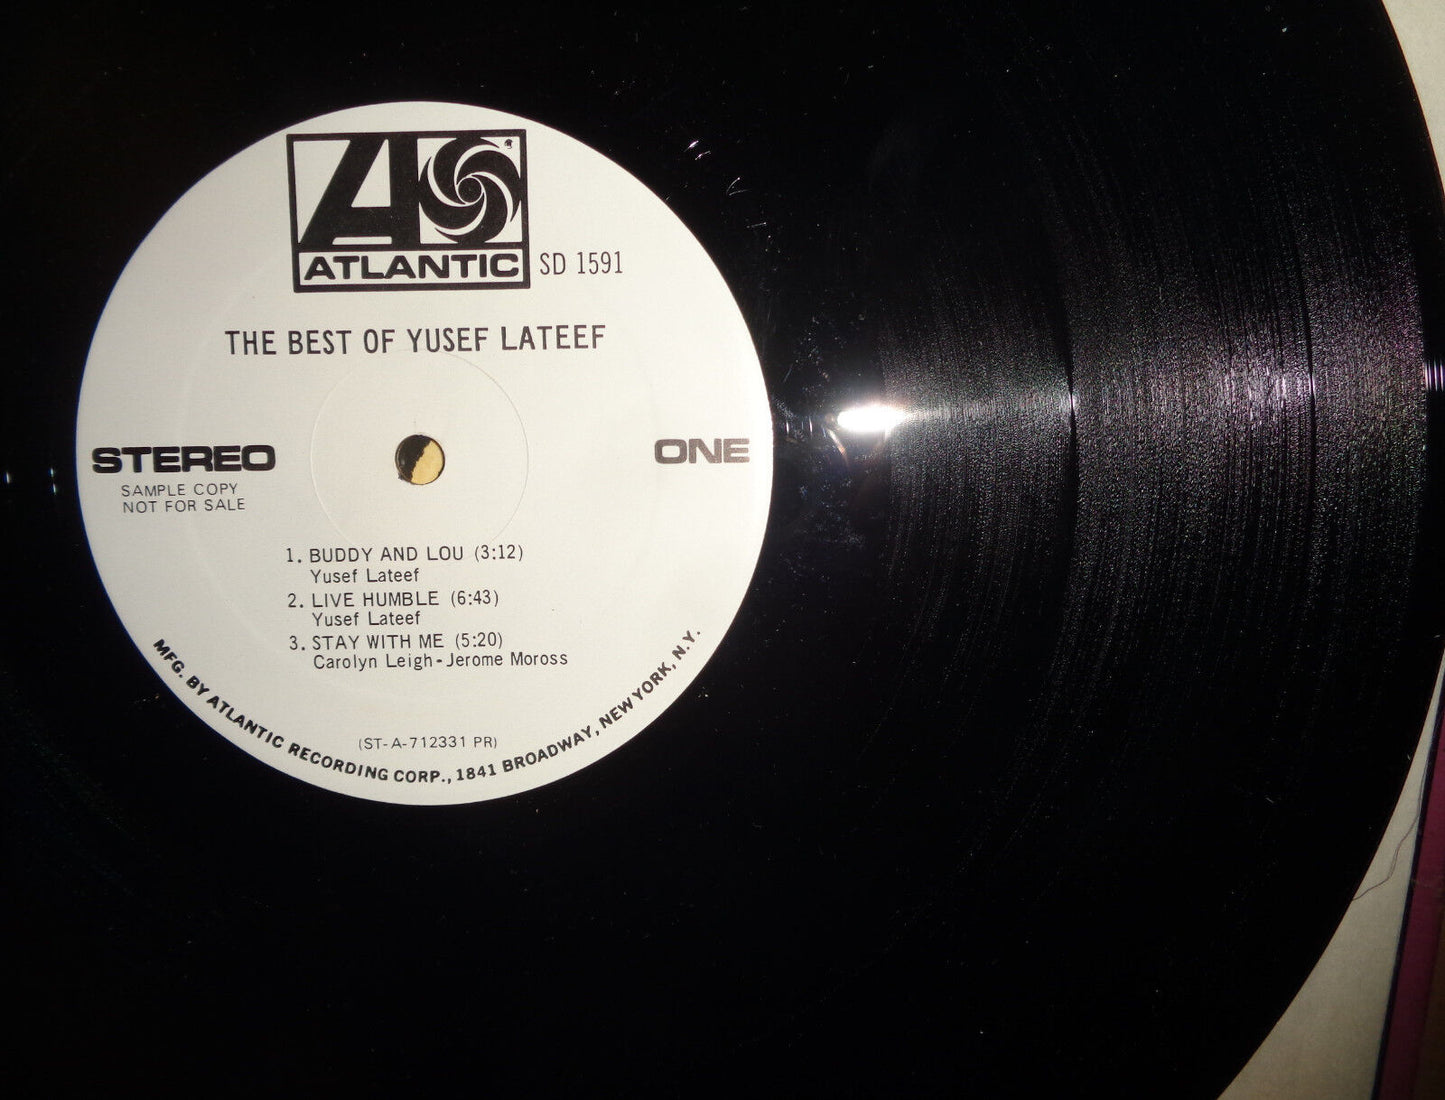 ATLANTIC
SD 1591
THE BEST OF YUSEF LATEEF
STEREO
ONE
SAMPLE COPY
NOT FOR SALE
1. BUDDY AND LOU (3:12)
Yusef Lateef
2. LIVE HUMBLE (6:43)
Yusef Lateef
3. STAY WITH ME (5:20)
Carolyn Leigh-Jerome Moross
(ST-A-712331 PR)
MFG. BY ATLANTIC RECORDING CORP., 1841 BROADWAY, NEW YORK, N.Y.